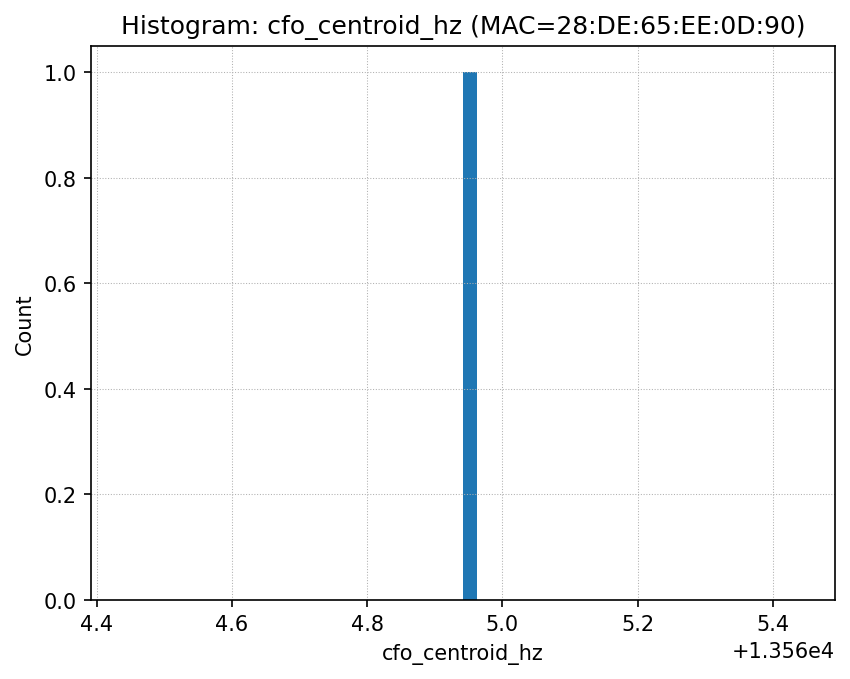 Histogram: cfo_centroid_hz (MAC=28:DE:65:EE:0D:90)
1.0
0.8
0.6
0.4
0.2
0.0
Count
4.4 4.6 4.8 5.0 5.2 5.4
cfo_centroid_hz
+1.356e4